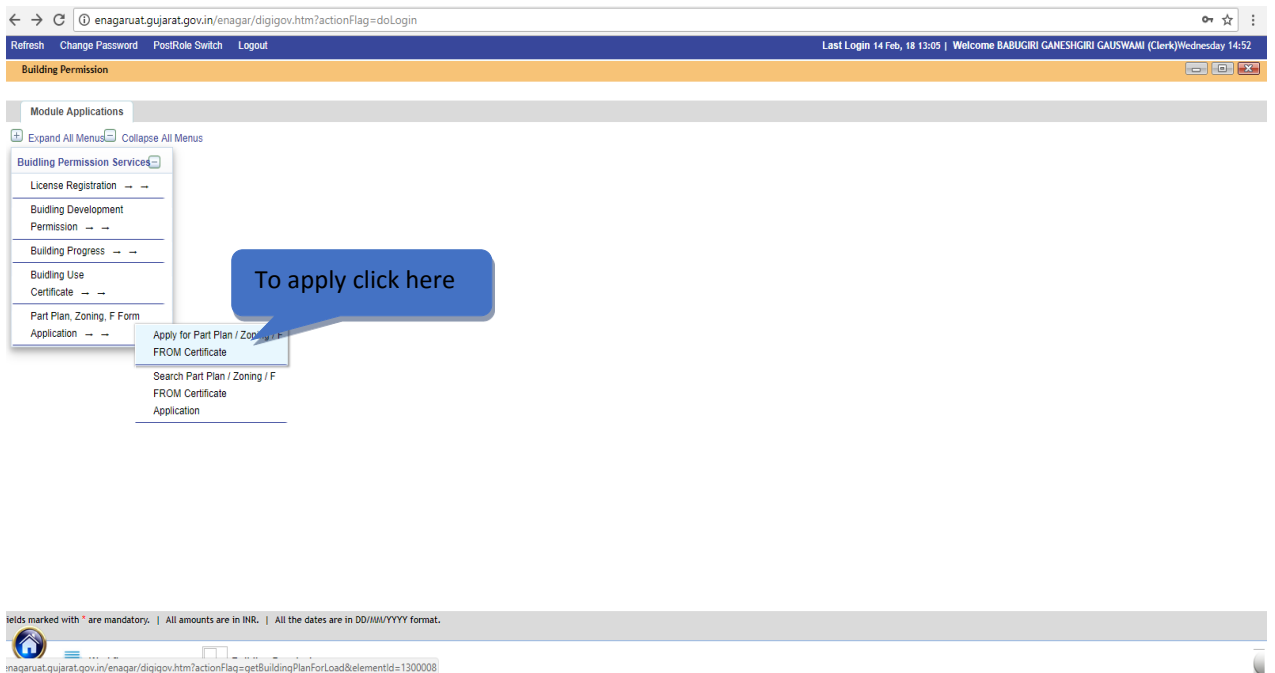 enagaruat.gujarat.gov.in/enagar/digigov.htm?actionFlag=doLogin
Refresh Change Password PostRole Switch Logout Last Login 14 Feb, 18 13:05 | Welcome BABUGIRI GANESHGIRI GAUSWAMI (Clerk)Wednesday 14:52
Building Permission
Module Applications
Expand All Menus Collapse All Menus
Buidling Permission Services
License Registration → →
Buidling Development
Permission → →
Building Progress → →
Buidling Use
Certificate → →
Part Plan, Zoning, F Form
Application → →
To apply click here
Apply for Part Plan / Zoning / F
FROM Certificate
Search Part Plan / Zoning / F
FROM Certificate
Application
ields marked with * are mandatory. | All amounts are in INR. | All the dates are in DD/MM/YYYY format.
enagaruat.gujarat.gov.in/enagar/digigov.htm?actionFlag=getBuildingPlanForLoad&elementId=1300008